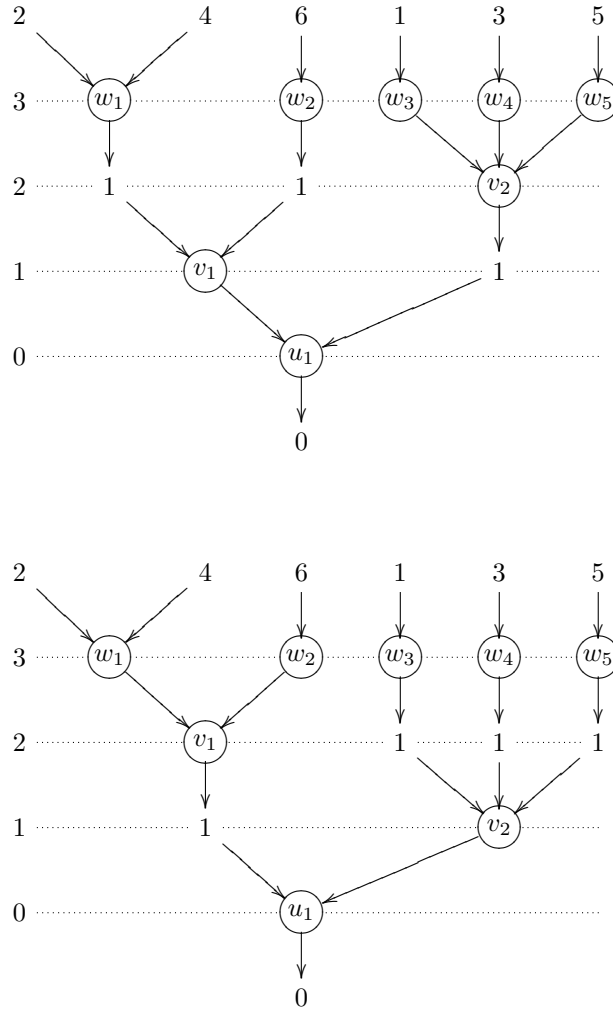 2 4 6 1 3 5
3 w₁ w₂ w₃ w₄ w₅
2 1 1 v₂
1 v₁ 1
0 u₁
0
2 4 6 1 3 5
3 w₁ w₂ w₃ w₄ w₅
2 v₁ 1 1 1
1 1 v₂
0 u₁
0